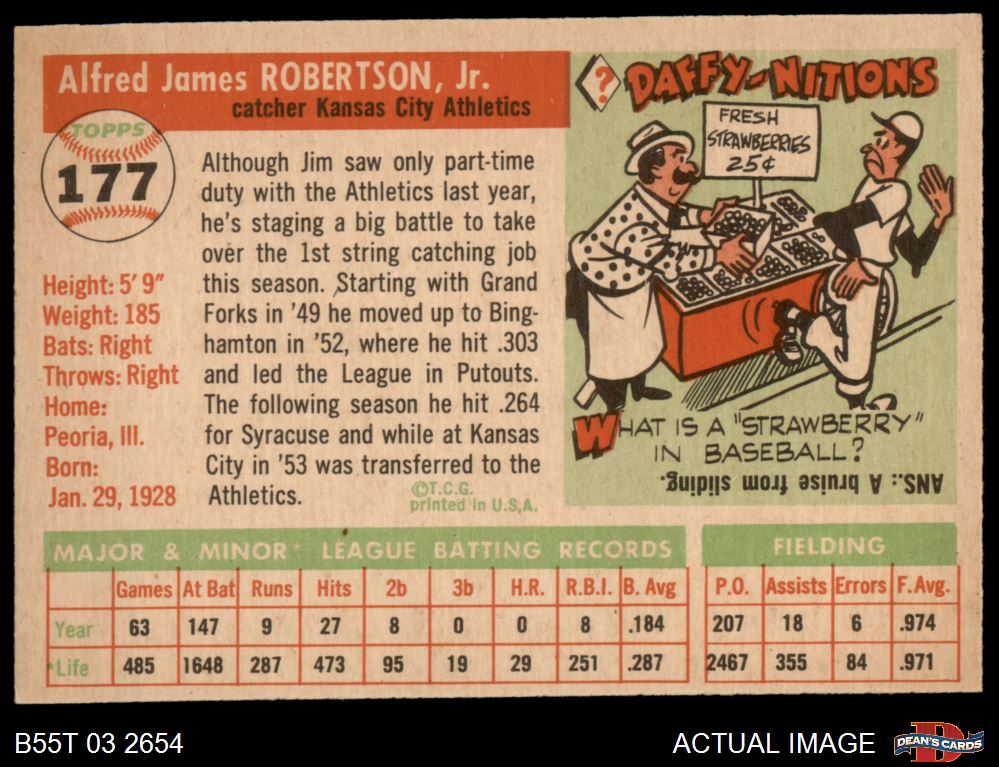 Alfred James ROBERTSON, Jr.
catcher Kansas City Athletics
TOPPS
177
Height: 5' 9"
Weight: 185
Bats: Right
Throws: Right
Home:
Peoria, Ill.
Born:
Jan. 29, 1928
Although Jim saw only part-time
duty with the Athletics last year,
he's staging a big battle to take
over the 1st string catching job
this season. Starting with Grand
Forks in '49 he moved up to Bing-
hamton in '52, where he hit .303
and led the League in Putouts.
The following season he hit .264
for Syracuse and while at Kansas
City in '53 was transferred to the
Athletics.
©T.C.G.
printed in U.S.A.
? DAFFY-NITIONS
FRESH
STRAWBERRIES
25¢
WHAT IS A "STRAWBERRY"
IN BASEBALL?
ANS.: A bruise from sliding.
MAJOR & MINOR LEAGUE BATTING RECORDS
Games At Bat Runs Hits 2b 3b H.R. R.B.I. B. Avg
Year 63 147 9 27 8 0 0 8 .184
Life 485 1648 287 473 95 19 29 251 .287
FIELDING
P.O. Assists Errors F. Avg.
207 18 6 .974
2467 355 84 .971
B55T 03 2654
ACTUAL IMAGE
D
DEAN'S CARDS